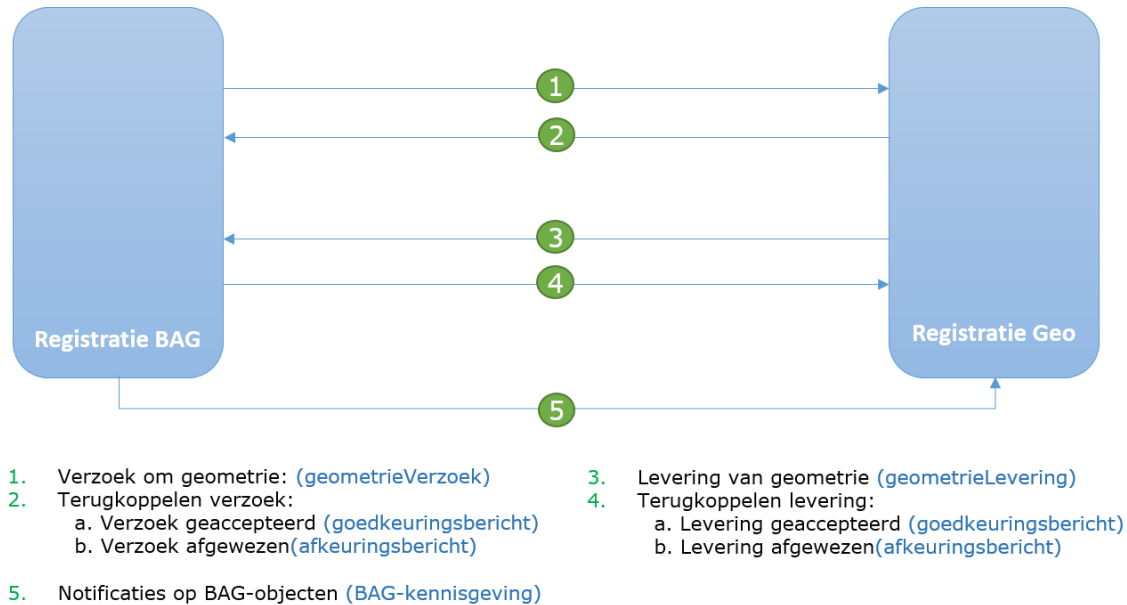 1
2
3
4
Registratie BAG
Registratie Geo
5
1. Verzoek om geometrie: (geometrieVerzoek)
2. Terugkoppelen verzoek:
a. Verzoek geaccepteerd (goedkeuringsbericht)
b. Verzoek afgewezen(afkeuringsbericht)
3. Levering van geometrie (geometrieLevering)
4. Terugkoppelen levering:
a. Levering geaccepteerd (goedkeuringsbericht)
b. Levering afgewezen(afkeuringsbericht)
5. Notificaties op BAG-objecten (BAG-kennisgeving)